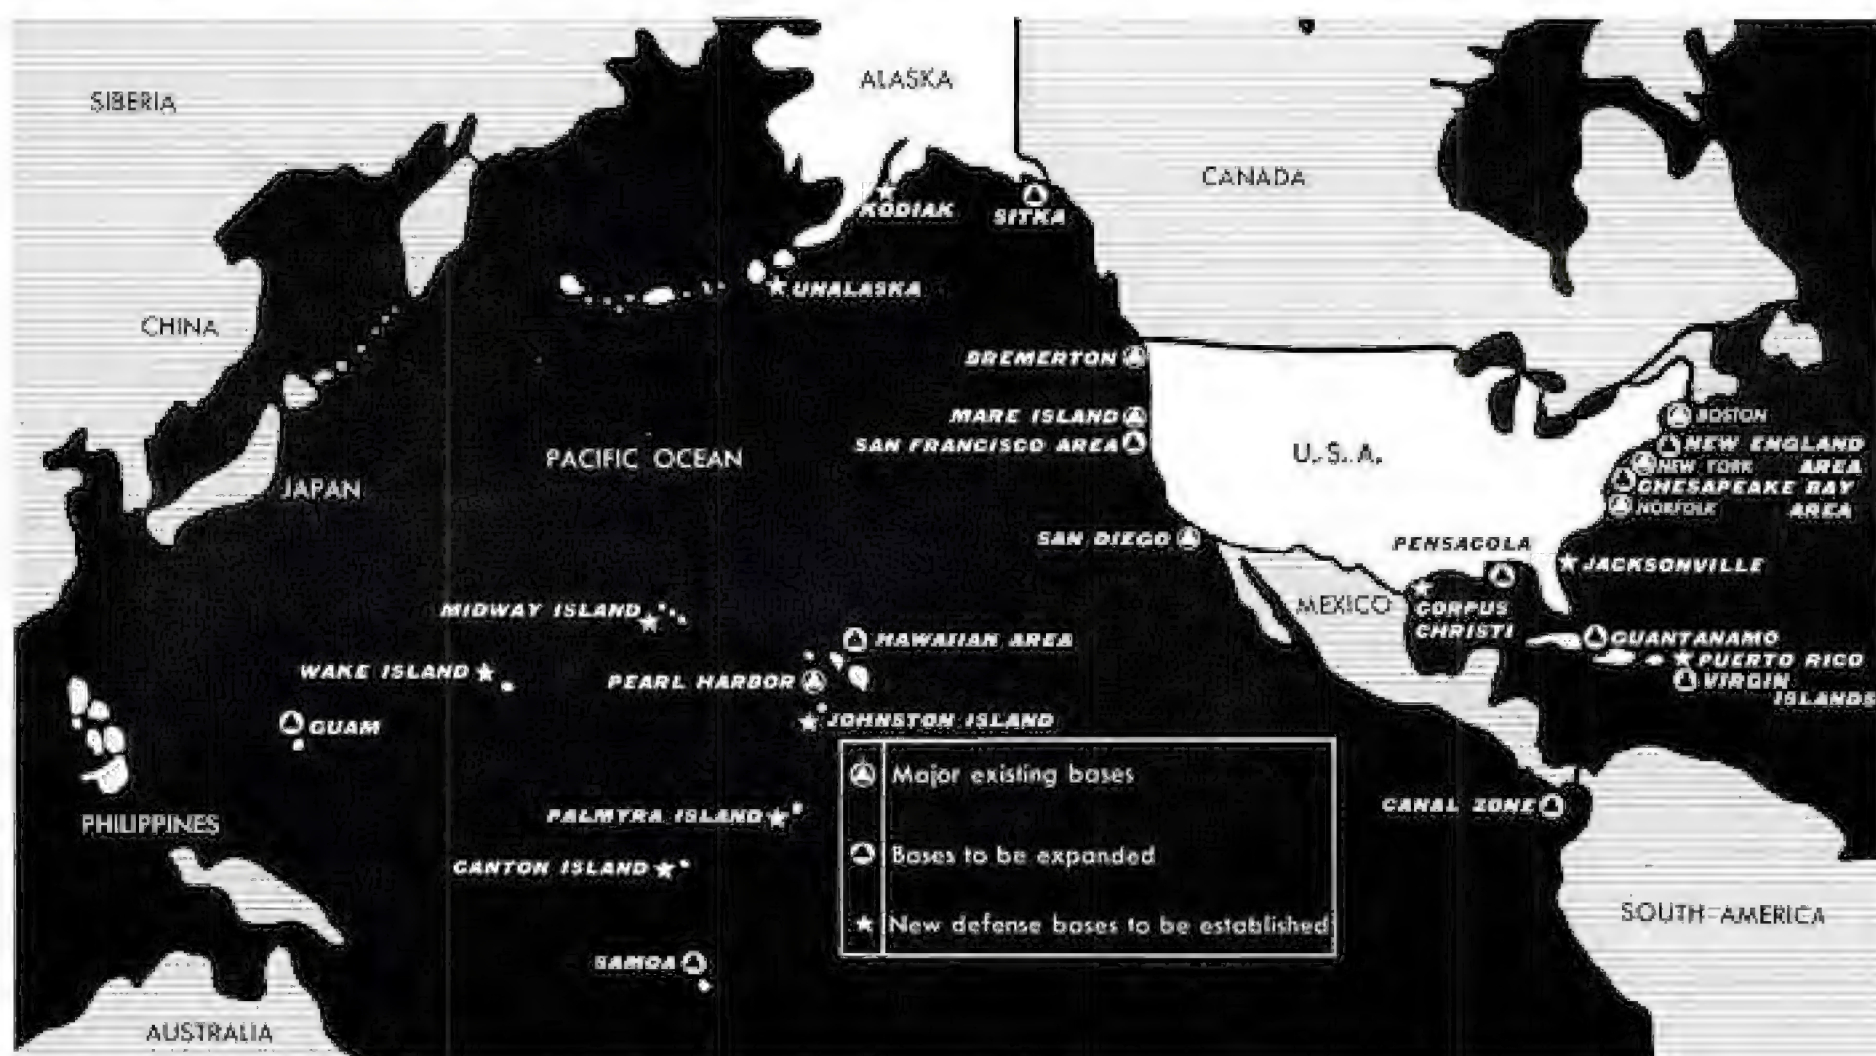 ALASKA
SIBERIA
CANADA
KODIAK
SITKA
UNALASKA
CHINA
BREMERTON
MARE ISLAND
SAN FRANCISCO AREA
PACIFIC OCEAN
U.S.A.
BOSTON
NEW ENGLAND
AREA
NEW YORK
CHESAPEAKE BAY
AREA
NORFOLK
JAPAN
SAN DIEGO
PENSACOLA
JACKSONVILLE
MEXICO
CORPUS
CHRISTI
MIDWAY ISLAND
HAWAIIAN AREA
GUANTANAMO
PUERTO RICO
VIRGIN
ISLANDS
WAKE ISLAND
PEARL HARBOR
GUAM
JOHNSTON ISLAND
Major existing bases
Bases to be expanded
New defense bases to be established
CANAL ZONE
PALMYRA ISLAND
PHILIPPINES
CANTON ISLAND
SOUTH AMERICA
SAMOA
AUSTRALIA